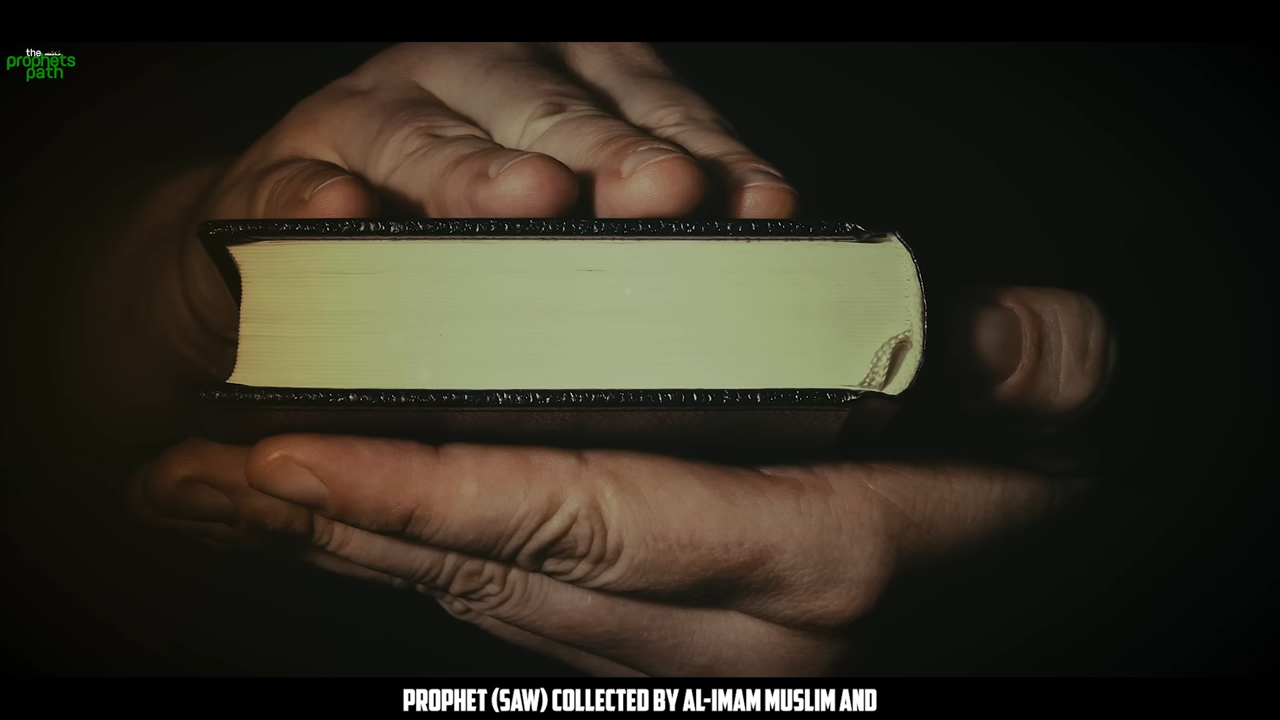 the
prophets
path
PROPHET (SAW) COLLECTED BY AL-IMAM MUSLIM AND